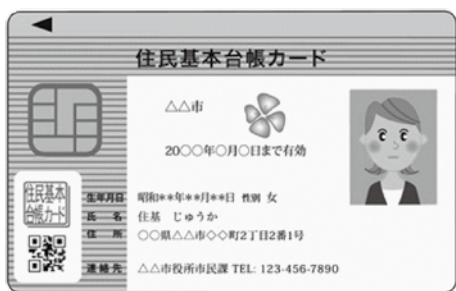 住民基本台帳カード
△△市
20○○年○月○日まで有効
住民基本
台帳カード
生年月日 昭和**年**月**日 性別 女
氏 名 住基 じゅうか
住 所 ○○県△△市◇◇町2丁目2番1号
連絡先 △△市役所市民課 TEL: 123-456-7890